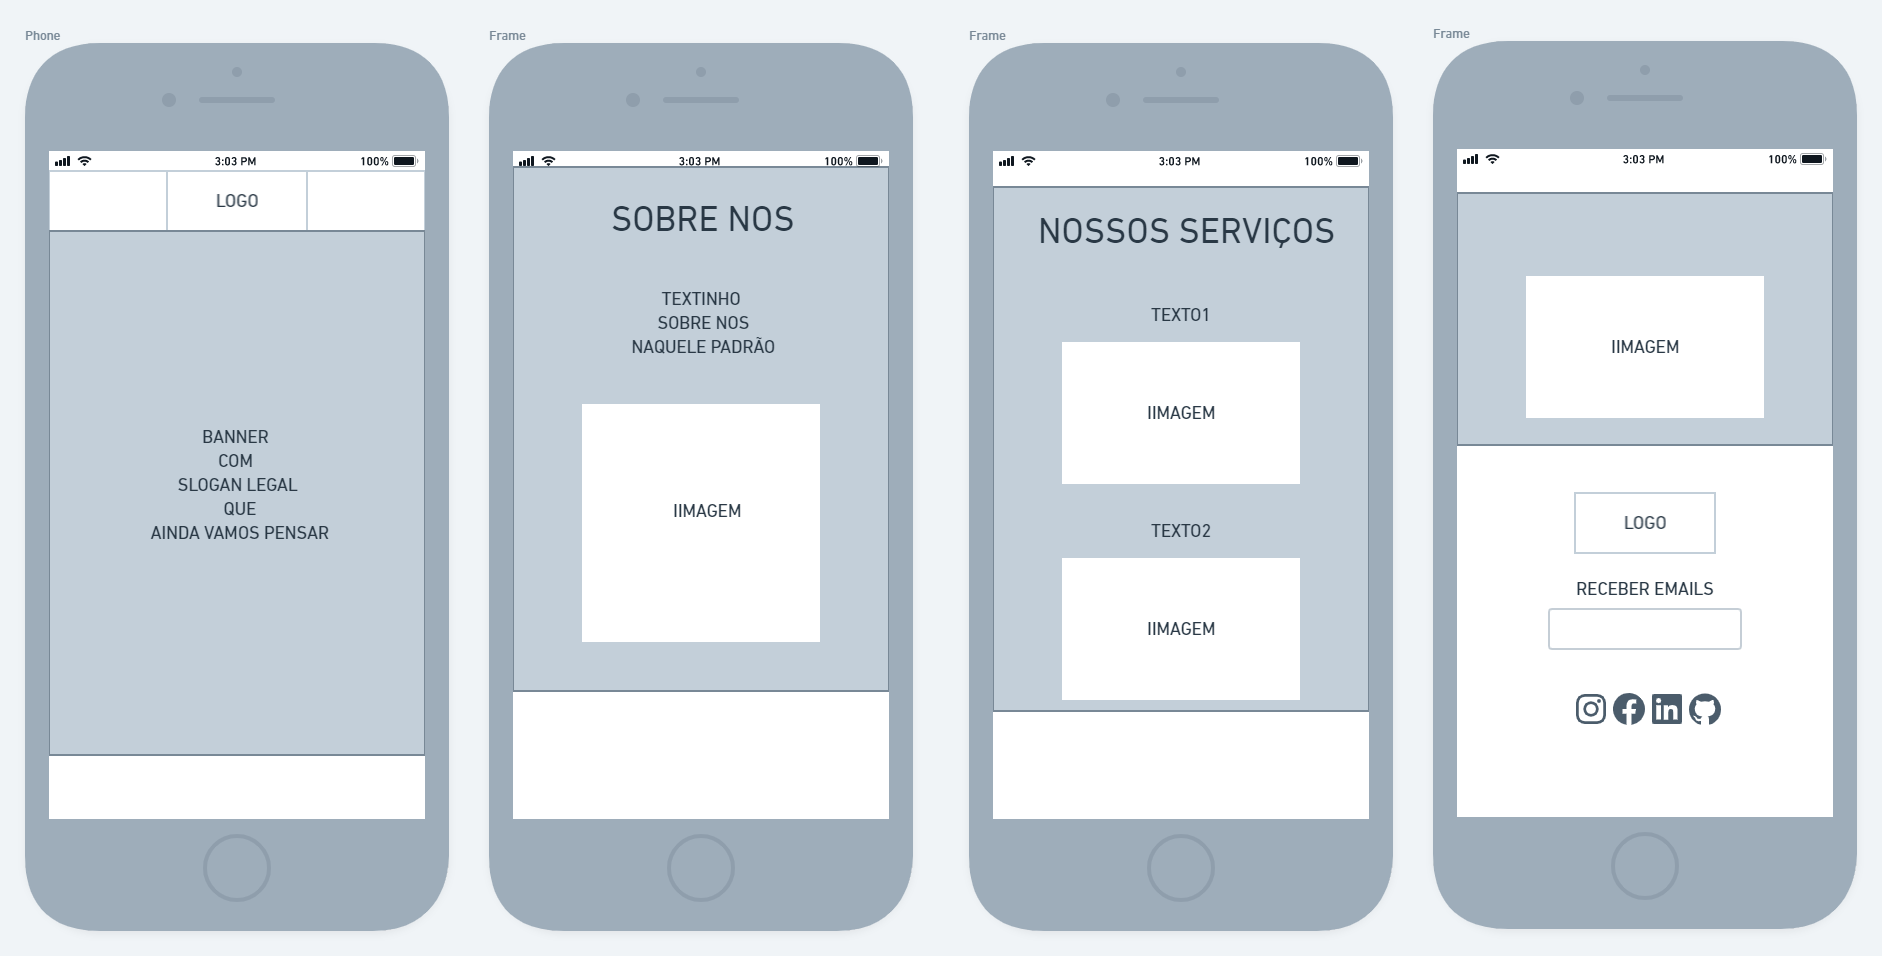 Phone
3:03 PM
100%
LOGO
BANNER
COM
SLOGAN LEGAL
QUE
AINDA VAMOS PENSAR
Frame
3:03 PM
100%
SOBRE NOS
TEXTINHO
SOBRE NOS
NAQUELE PADRÃO
IIMAGEM
Frame
3:03 PM
100%
NOSSOS SERVIÇOS
TEXTO1
IIMAGEM
TEXTO2
IIMAGEM
Frame
3:03 PM
100%
IIMAGEM
LOGO
RECEBER EMAILS